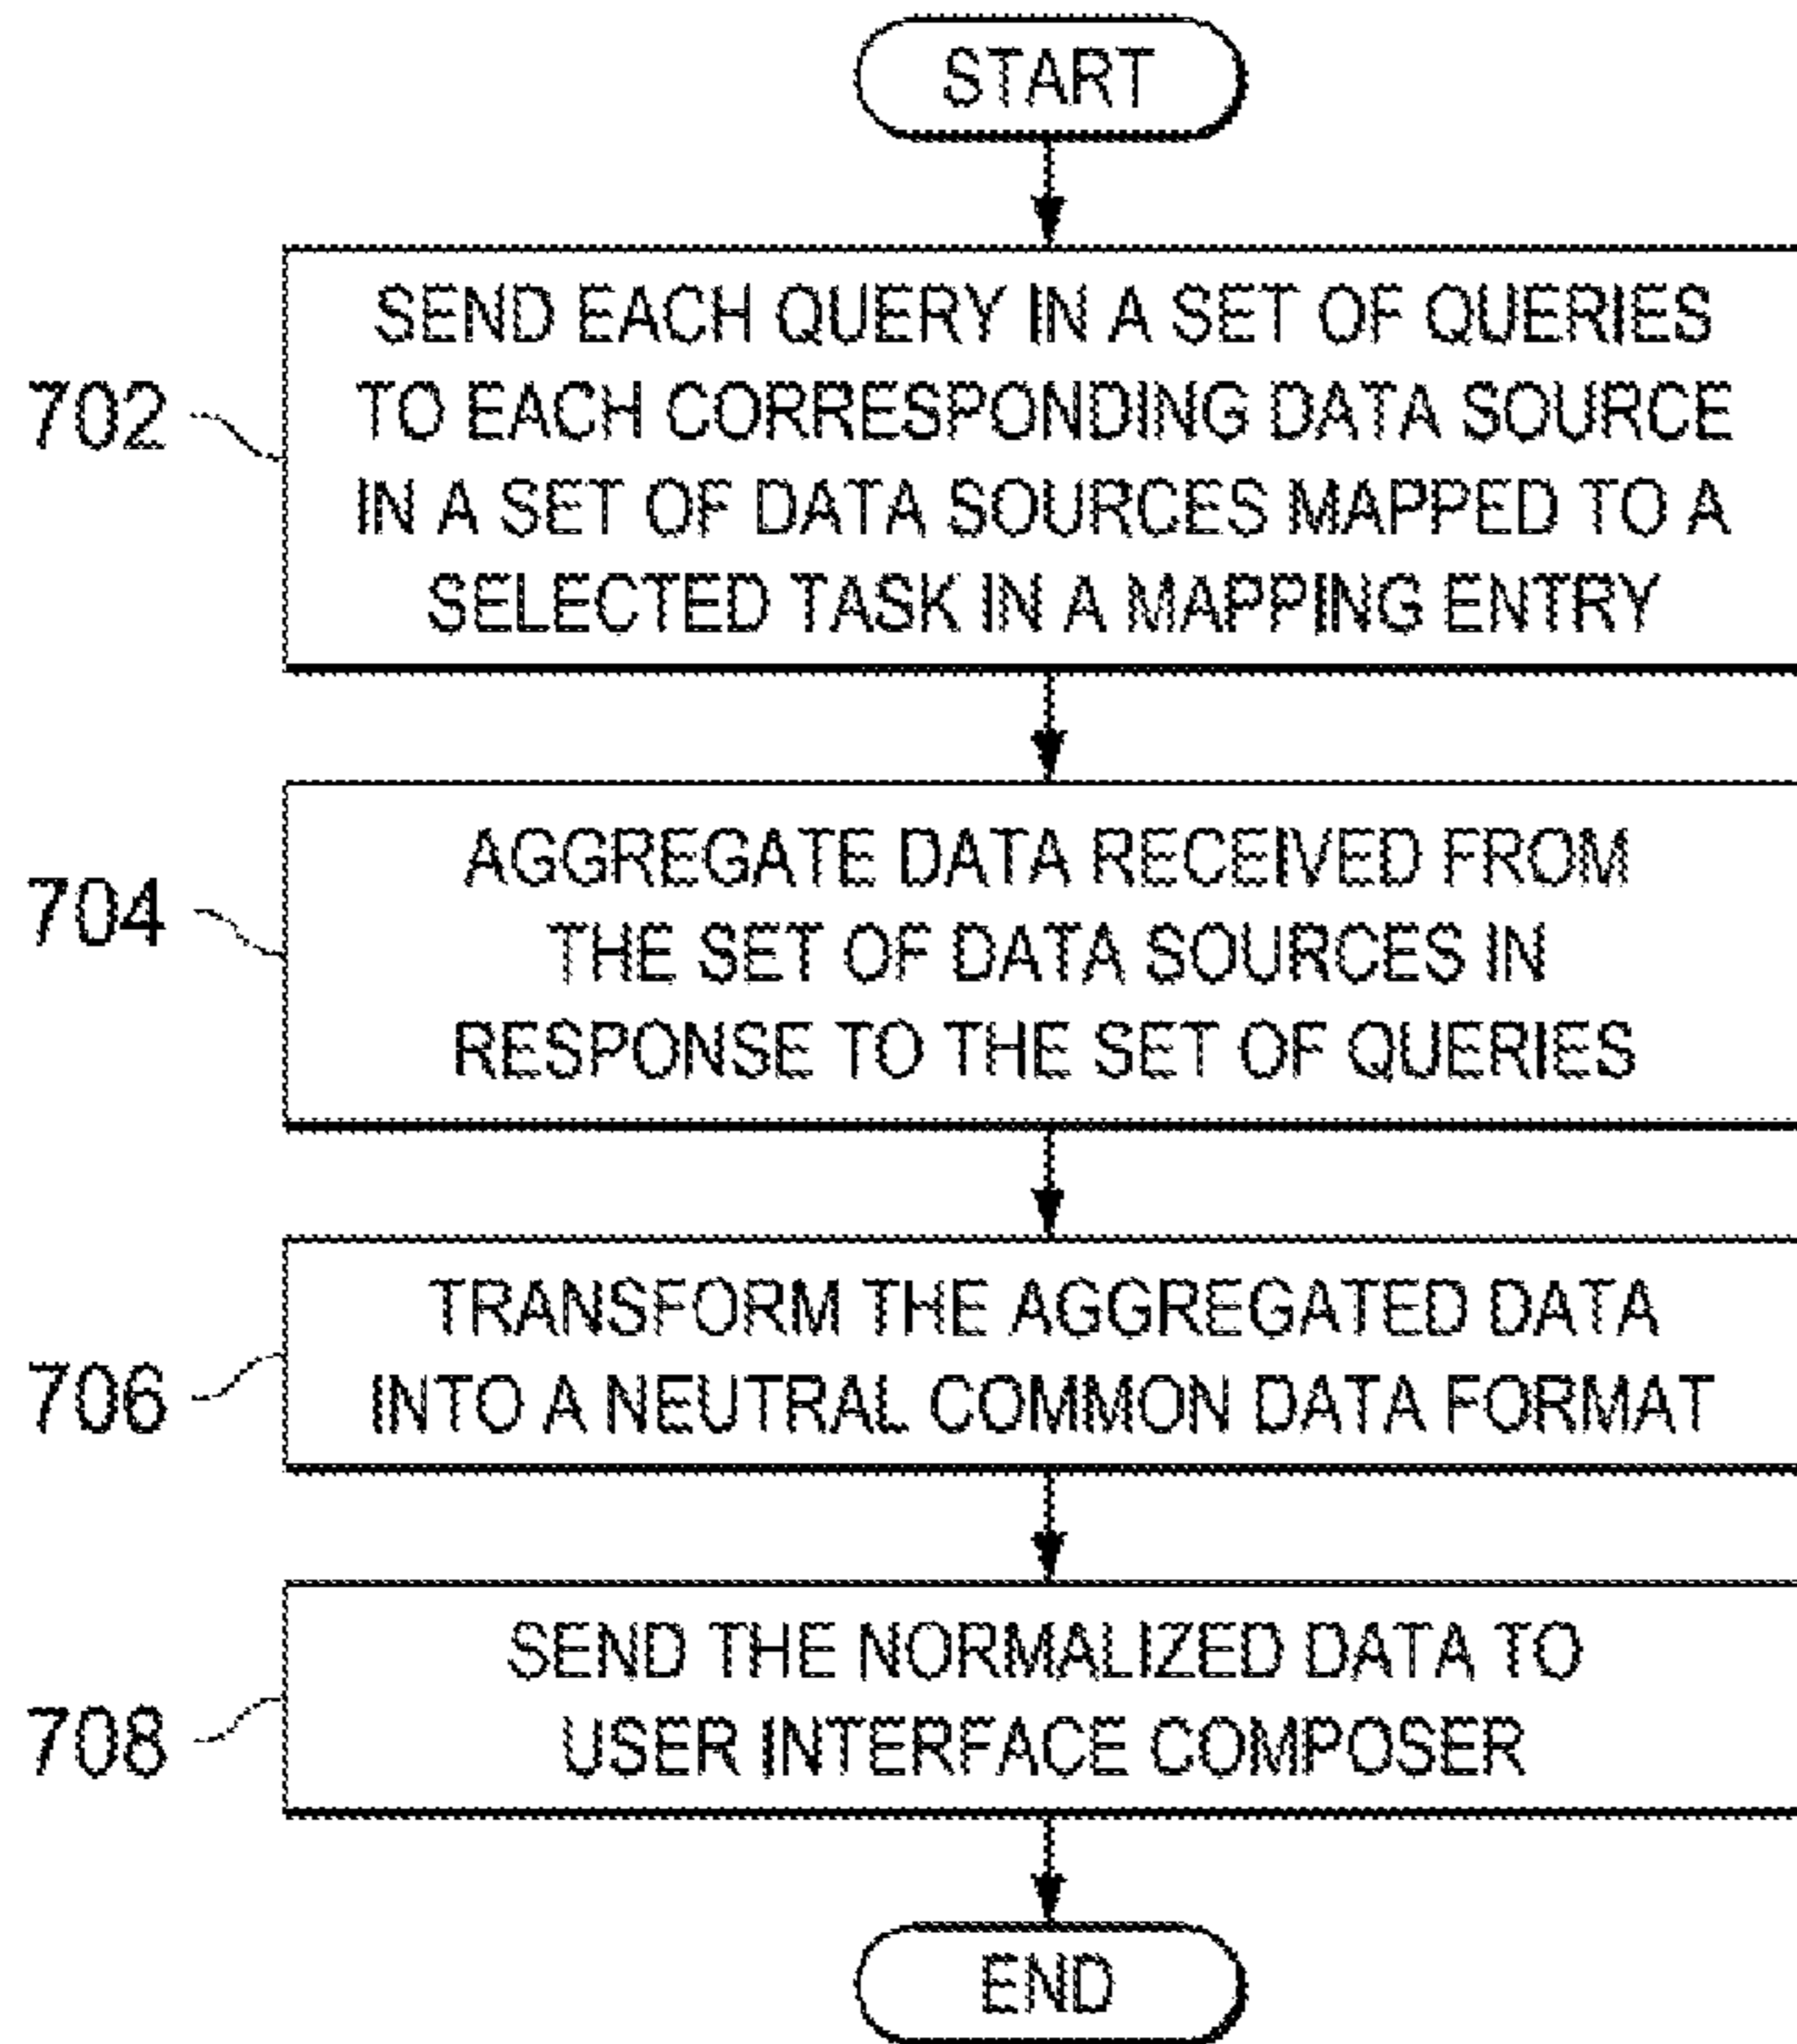 START
SEND EACH QUERY IN A SET OF QUERIES
TO EACH CORRESPONDING DATA SOURCE
702
IN A SET OF DATA SOURCES MAPPED TO A
SELECTED TASK IN A MAPPING ENTRY
AGGREGATE DATA RECEIVED FROM
704
THE SET OF DATA SOURCES IN
RESPONSE TO THE SET OF QUERIES
TRANSFORM THE AGGREGATED DATA
706
INTO A NEUTRAL COMMON DATA FORMAT
SEND THE NORMALIZED DATA TO
708
USER INTERFACE COMPOSER
END